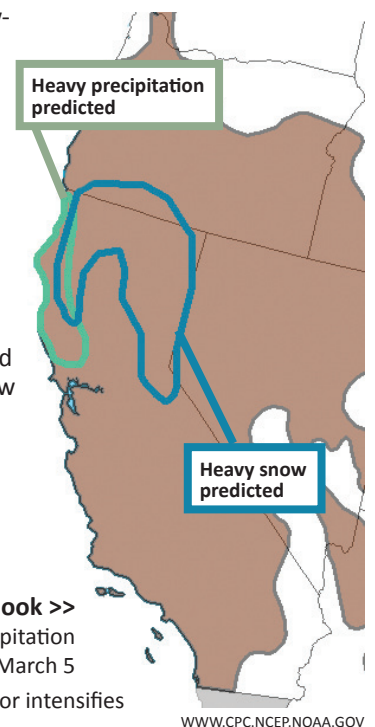 -
Heavy precipitation
predicted
d
w
Heavy snow
predicted
ook >>
pitation
March 5
or intensifies
WWW.CPC.NCEP.NOAA.GOV